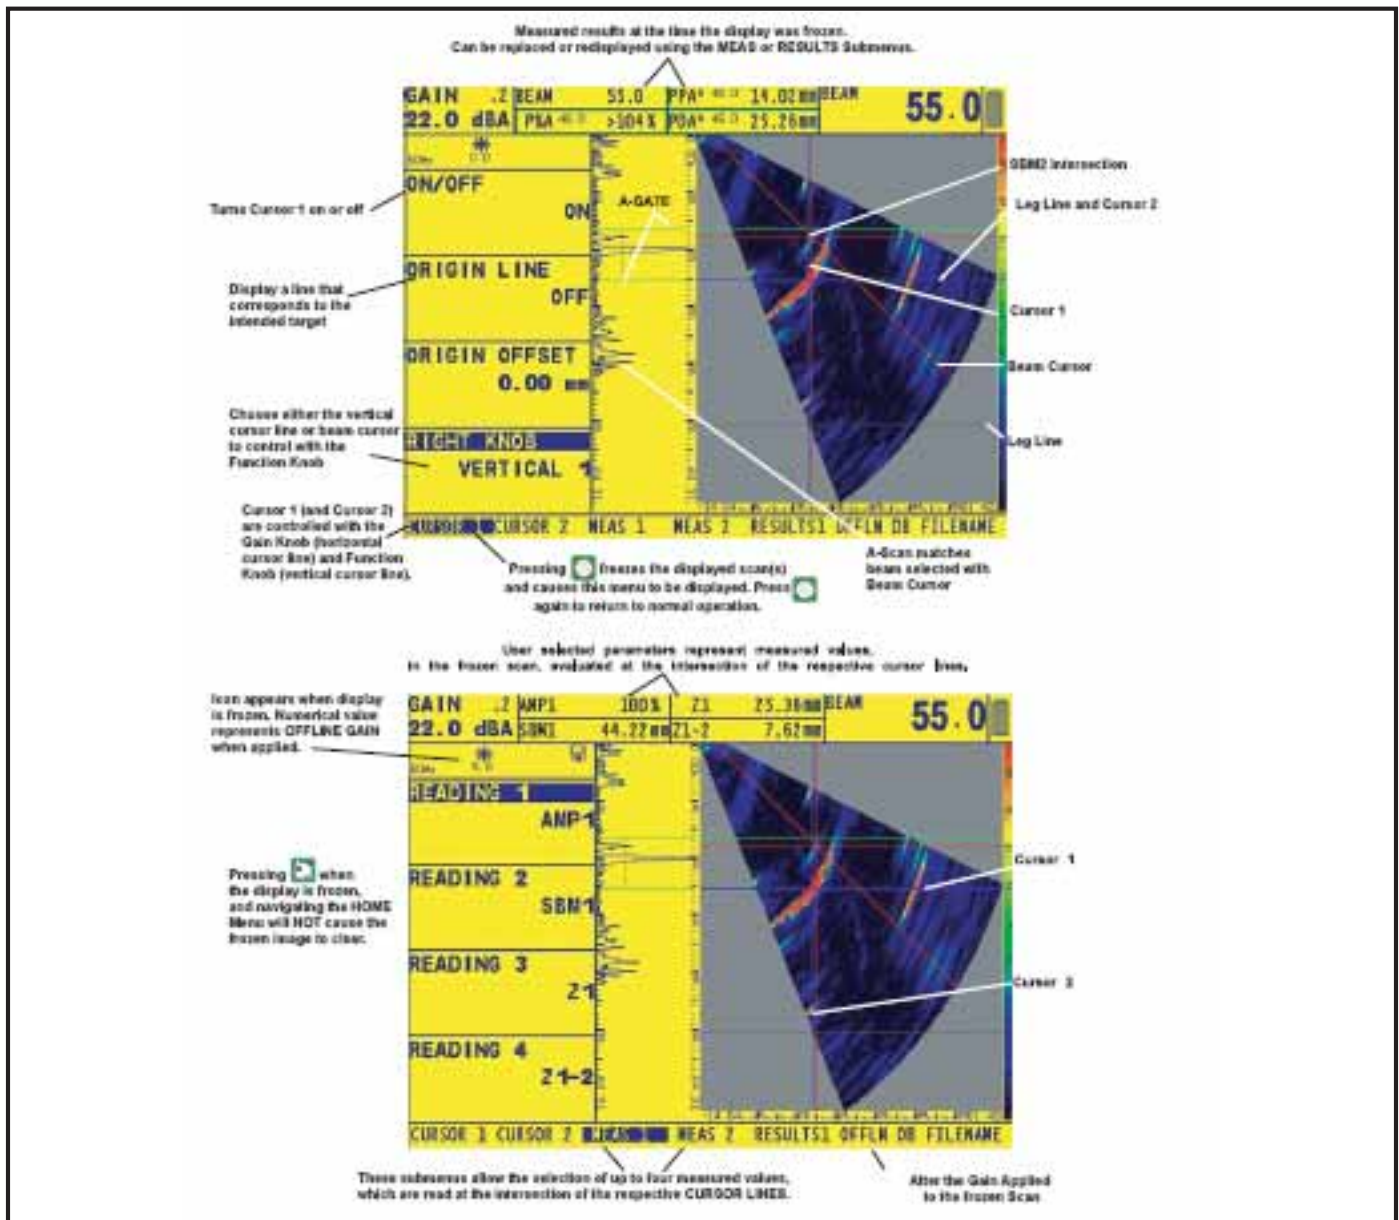 Measured results at the time the display was frozen.
Can be replaced or redisplayed using the MEAS or RESULTS Submenus.
GAIN .2 BEAM 55.0 PPA^ 14.02mm BEAM 55.0
22.0 dBA P%A >104% PDA^ 25.26mm
ON/OFF
ON
A-GATE
SBM2 Intersection
Turns Cursor 1 on or off
Leg Line and Cursor 2
ORIGIN LINE
OFF
Display a line that
corresponds to the
intended target
Cursor 1
ORIGIN OFFSET
0.00 mm
Beam Cursor
Choose either the vertical
cursor line or beam cursor
to control with the
Function Knob
RIGHT KNOB
VERTICAL 1
Leg Line
Cursor 1 (and Cursor 2)
are controlled with the
Gain Knob (horizontal
cursor line) and Function
Knob (vertical cursor line).
CURSOR 2 MEAS 1 MEAS 2 RESULTS1 OFFLN DB FILENAME
Pressing freezes the displayed scan(s)
and causes this menu to be displayed. Press
again to return to normal operation.
A-Scan matches
beam selected with
Beam Cursor
User selected parameters represent measured values,
in the frozen scan, evaluated at the intersection of the respective cursor lines.
Icon appears when display
is frozen. Numerical value
represents OFFLINE GAIN
when applied.
GAIN .2 AMP1 100% Z1 25.36mm BEAM 55.0
22.0 dBA SBM1 44.22mm Z1-2 7.62mm
READING 1
AMP1
Pressing when
the display is frozen,
and navigating the HOME
Menu will NOT cause the
frozen image to clear.
READING 2
SBM1
Cursor 1
READING 3
Z1
Cursor 2
READING 4
Z1-2
CURSOR 1 CURSOR 2 MEAS 2 RESULTS1 OFFLN DB FILENAME
These submenus allow the selection of up to four measured values,
which are read at the intersection of the respective CURSOR LINES.
Alter the Gain Applied
to the frozen Scan